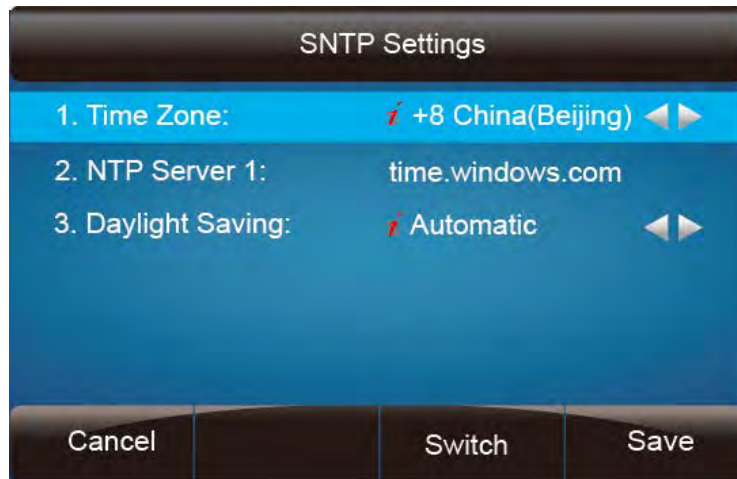 SNTP Settings
1. Time Zone: i +8 China(Beijing)
2. NTP Server 1: time.windows.com
3. Daylight Saving: i Automatic
Cancel Switch Save